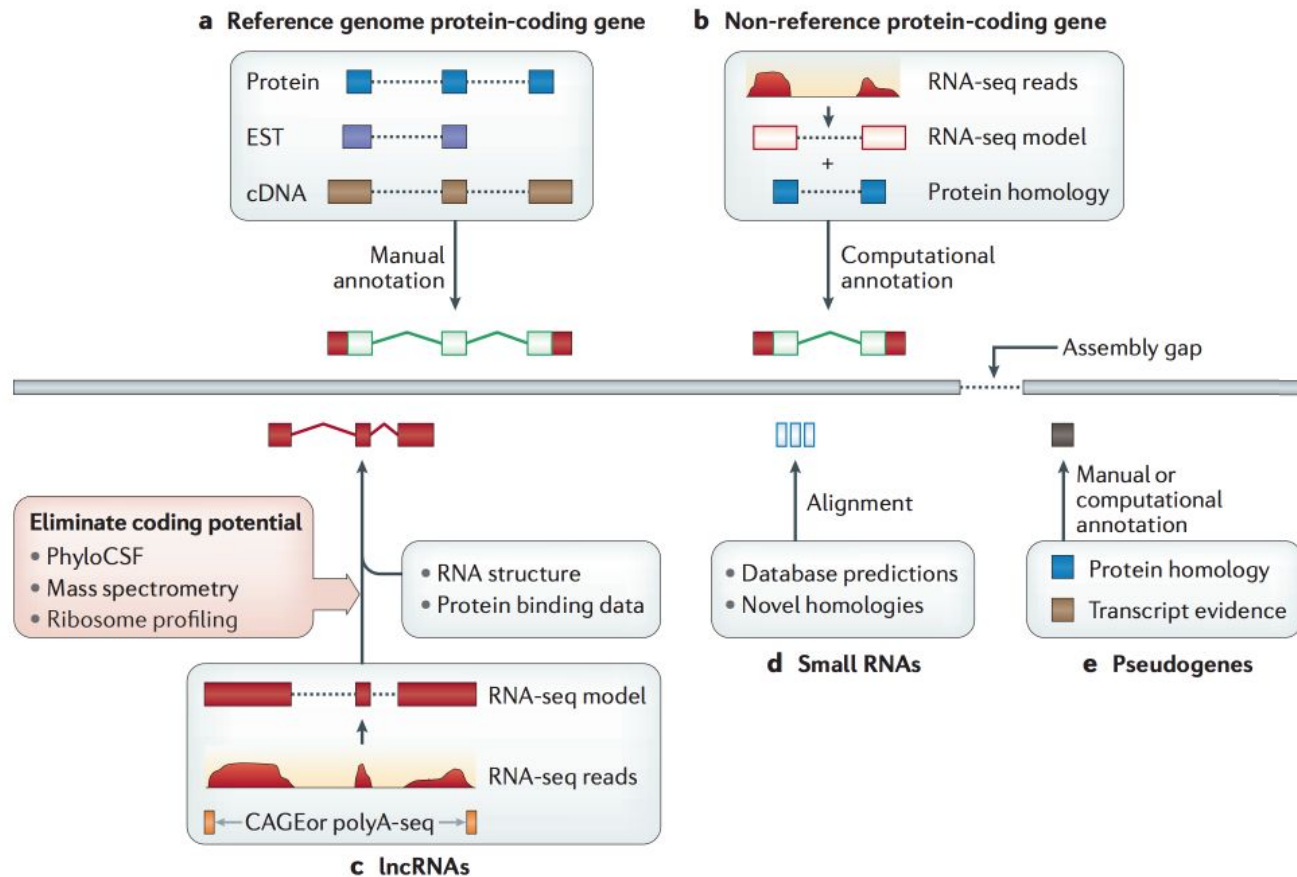 a Reference genome protein-coding gene
Protein
EST
cDNA
Manual
annotation
b Non-reference protein-coding gene
RNA-seq reads
RNA-seq model
+
Protein homology
Computational
annotation
Assembly gap
Eliminate coding potential
• PhyloCSF
• Mass spectrometry
• Ribosome profiling
• RNA structure
• Protein binding data
RNA-seq model
RNA-seq reads
CAGEor polyA-seq
c lncRNAs
Alignment
• Database predictions
• Novel homologies
d Small RNAs
Manual or
computational
annotation
Protein homology
Transcript evidence
e Pseudogenes